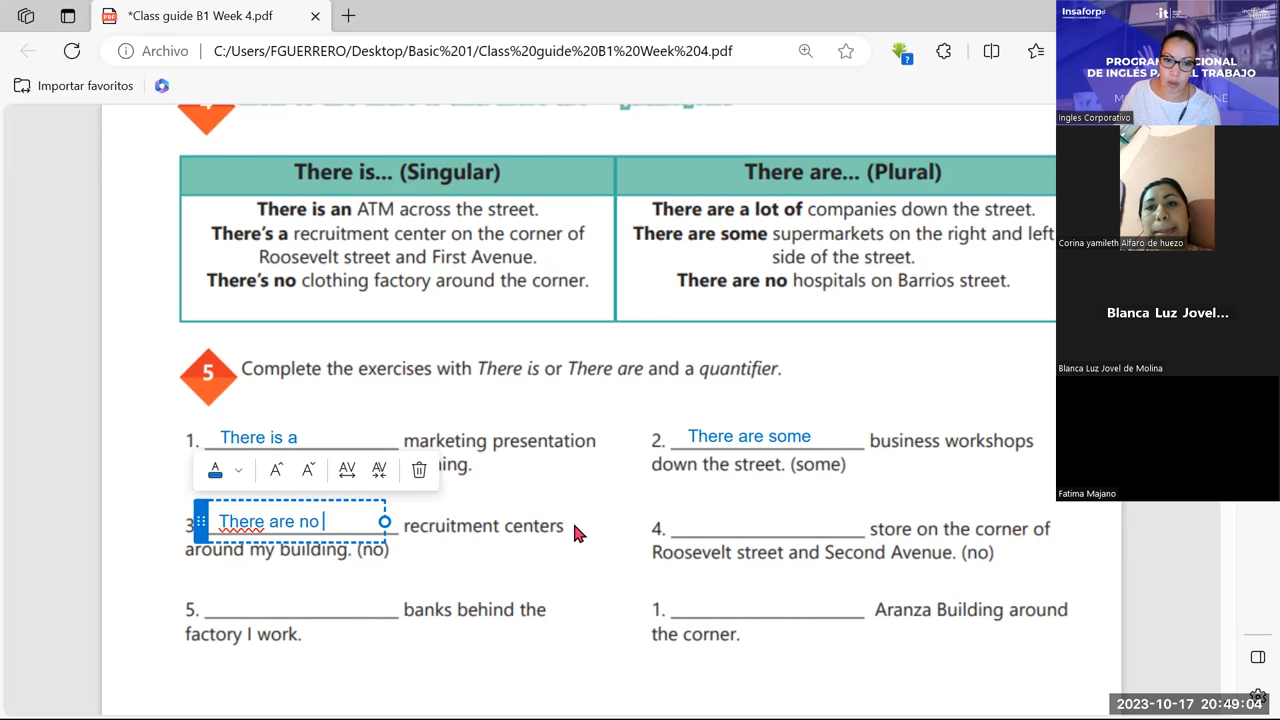 *Class guide B1 Week 4.pdf
Archivo
C:/Users/FGUERRERO/Desktop/Basic%201/Class%20guide%20B1%20Week%204.pdf
Importar favoritos
There is... (Singular)
There are... (Plural)
There is an ATM across the street.
There's a recruitment center on the corner of
Roosevelt street and First Avenue.
There's no clothing factory around the corner.
There are a lot of companies down the street.
There are some supermarkets on the right and left
side of the street.
There are no hospitals on Barrios street.
5
Complete the exercises with There is or There are and a quantifier.
1. There is a marketing presentation
2. There are some business workshops
down the street. (some)
3 There are no recruitment centers
around my building. (no)
4. ____ store on the corner of
Roosevelt street and Second Avenue. (no)
5. ____ banks behind the
factory I work.
1. ____ Aranza Building around
the corner.
Insaforp
·it
Ingles Corporativo
Corina yamileth Alfaro de huezo
Blanca Luz Jovel...
Blanca Luz Jovel de Molina
Fatima Majano
2023-10-17 20:49:04